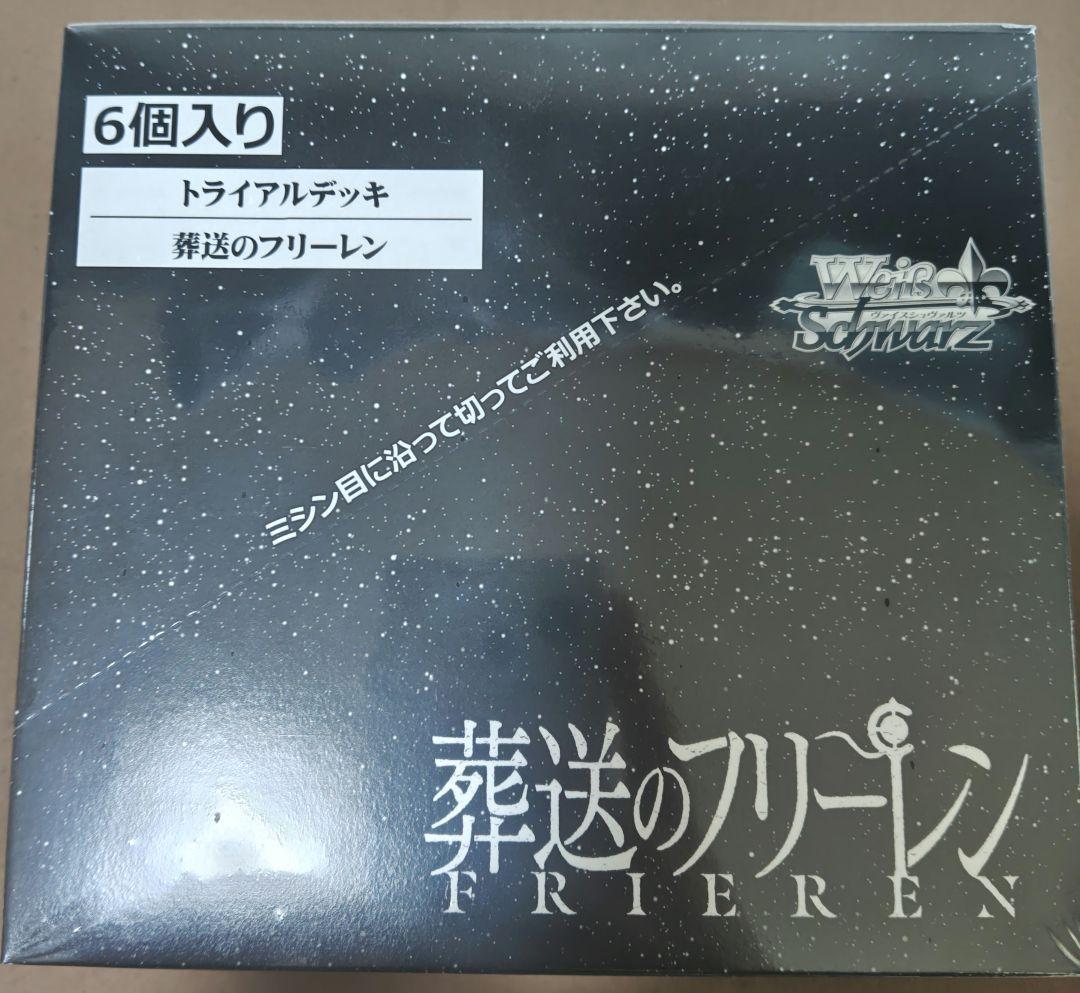 6個入り
トライアルデッキ
葬送のフリーレン
Weiß
ヴァイスシュヴァルツ
Schwarz
ミシン目に沿って切ってご利用下さい。
葬送のフリーレン
FRIEREN